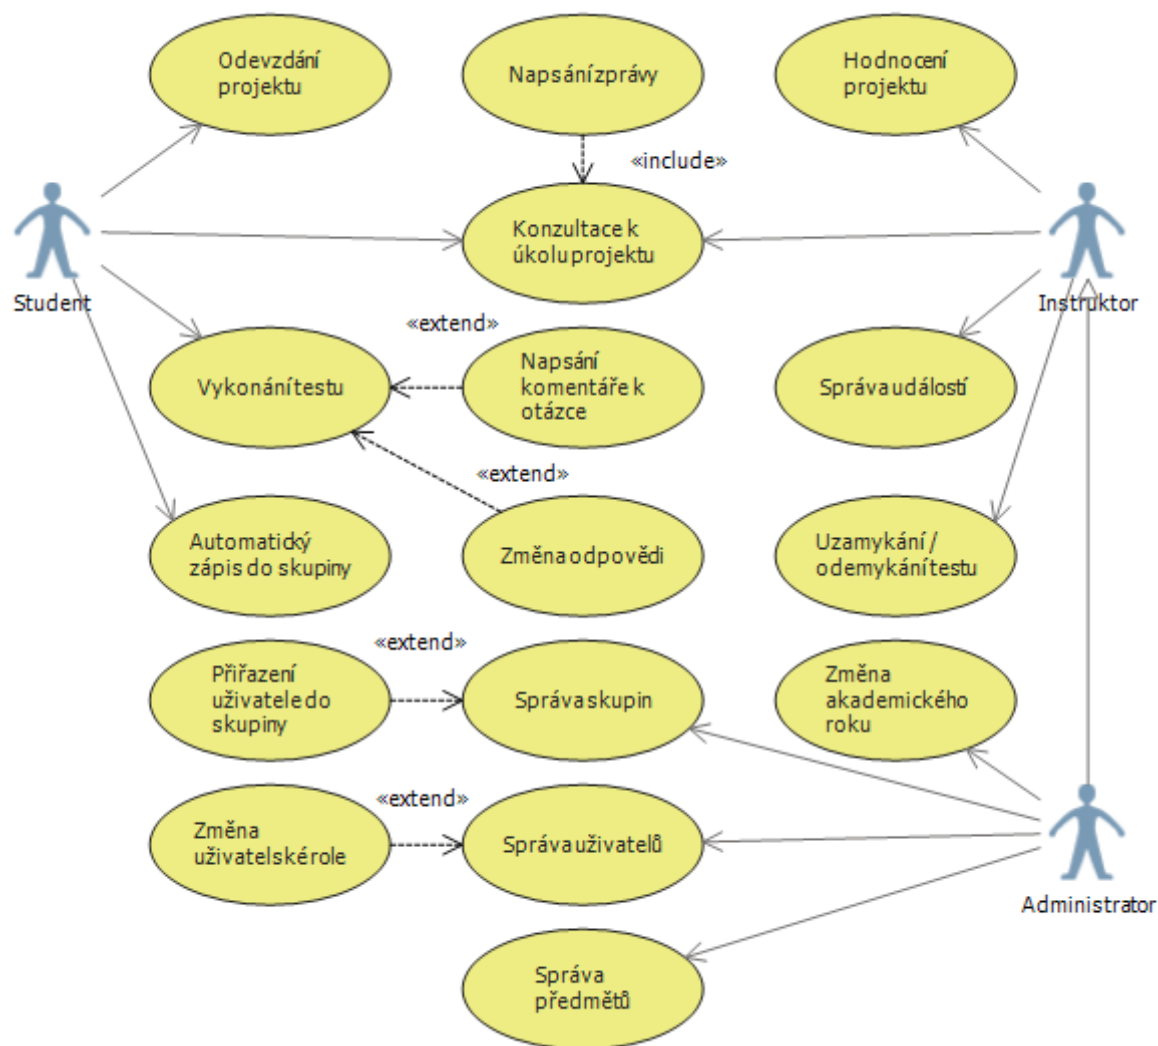 Odevzdání
projektu
Napsání zprávy
Hodnocení
projektu
«include»
Konzultace k
úkolu projektu
Student
Instruktor
«extend»
Vykonání testu
Napsání
komentáře k
otázce
Správa událostí
«extend»
Automatický
zápis do skupiny
Změna odpovědi
Uzamykání /
odemykání testu
«extend»
Přiřazení
uživatele do
skupiny
Správa skupin
Změna
akademického
roku
«extend»
Změna
uživatelské role
Správa uživatelů
Administrator
Správa
předmětů